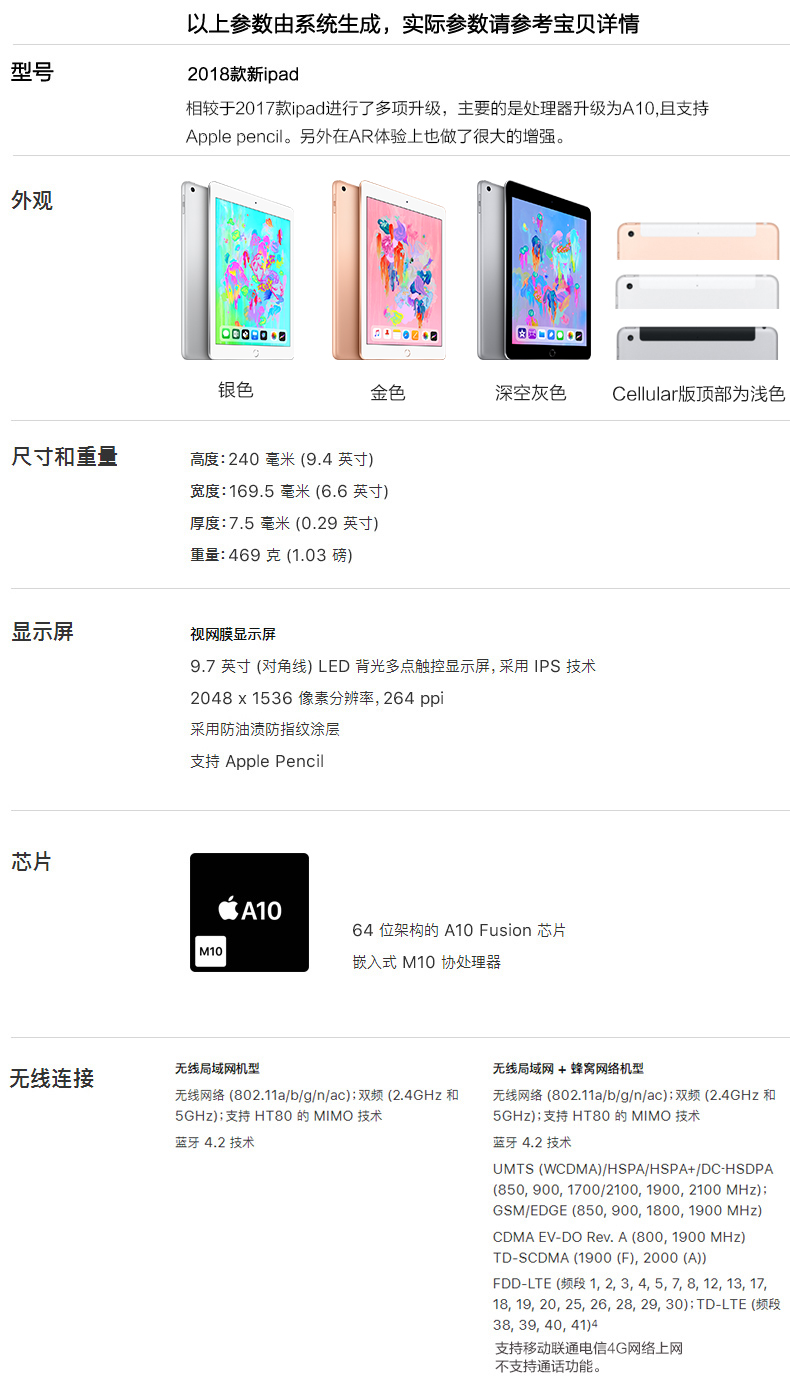 以上参数由系统生成，实际参数请参考宝贝详情
型号
2018款新ipad
相较于2017款ipad进行了多项升级，主要的是处理器升级为A10,且支持
Apple pencil。另外在AR体验上也做了很大的增强。
外观
银色
金色
深空灰色
Cellular版顶部为浅色
尺寸和重量
高度：240 毫米 (9.4 英寸)
宽度：169.5 毫米 (6.6 英寸)
厚度：7.5 毫米 (0.29 英寸)
重量：469 克 (1.03 磅)
显示屏
视网膜显示屏
9.7 英寸 (对角线) LED 背光多点触控显示屏，采用 IPS 技术
2048 x 1536 像素分辨率，264 ppi
采用防油渍防指纹涂层
支持 Apple Pencil
芯片
A10
M10
64 位架构的 A10 Fusion 芯片
嵌入式 M10 协处理器
无线连接
无线局域网机型
无线网络 (802.11a/b/g/n/ac)；双频 (2.4GHz 和
5GHz)；支持 HT80 的 MIMO 技术
蓝牙 4.2 技术
无线局域网 + 蜂窝网络机型
无线网络 (802.11a/b/g/n/ac)；双频 (2.4GHz 和
5GHz)；支持 HT80 的 MIMO 技术
蓝牙 4.2 技术
UMTS (WCDMA)/HSPA/HSPA+/DC-HSDPA
(850, 900, 1700/2100, 1900, 2100 MHz)；
GSM/EDGE (850, 900, 1800, 1900 MHz)
CDMA EV-DO Rev. A (800, 1900 MHz)
TD-SCDMA (1900 (F), 2000 (A))
FDD-LTE (频段 1, 2, 3, 4, 5, 7, 8, 12, 13, 17,
18, 19, 20, 25, 26, 28, 29, 30)；TD-LTE (频段
38, 39, 40, 41)⁴
支持移动联通电信4G网络上网
不支持通话功能。